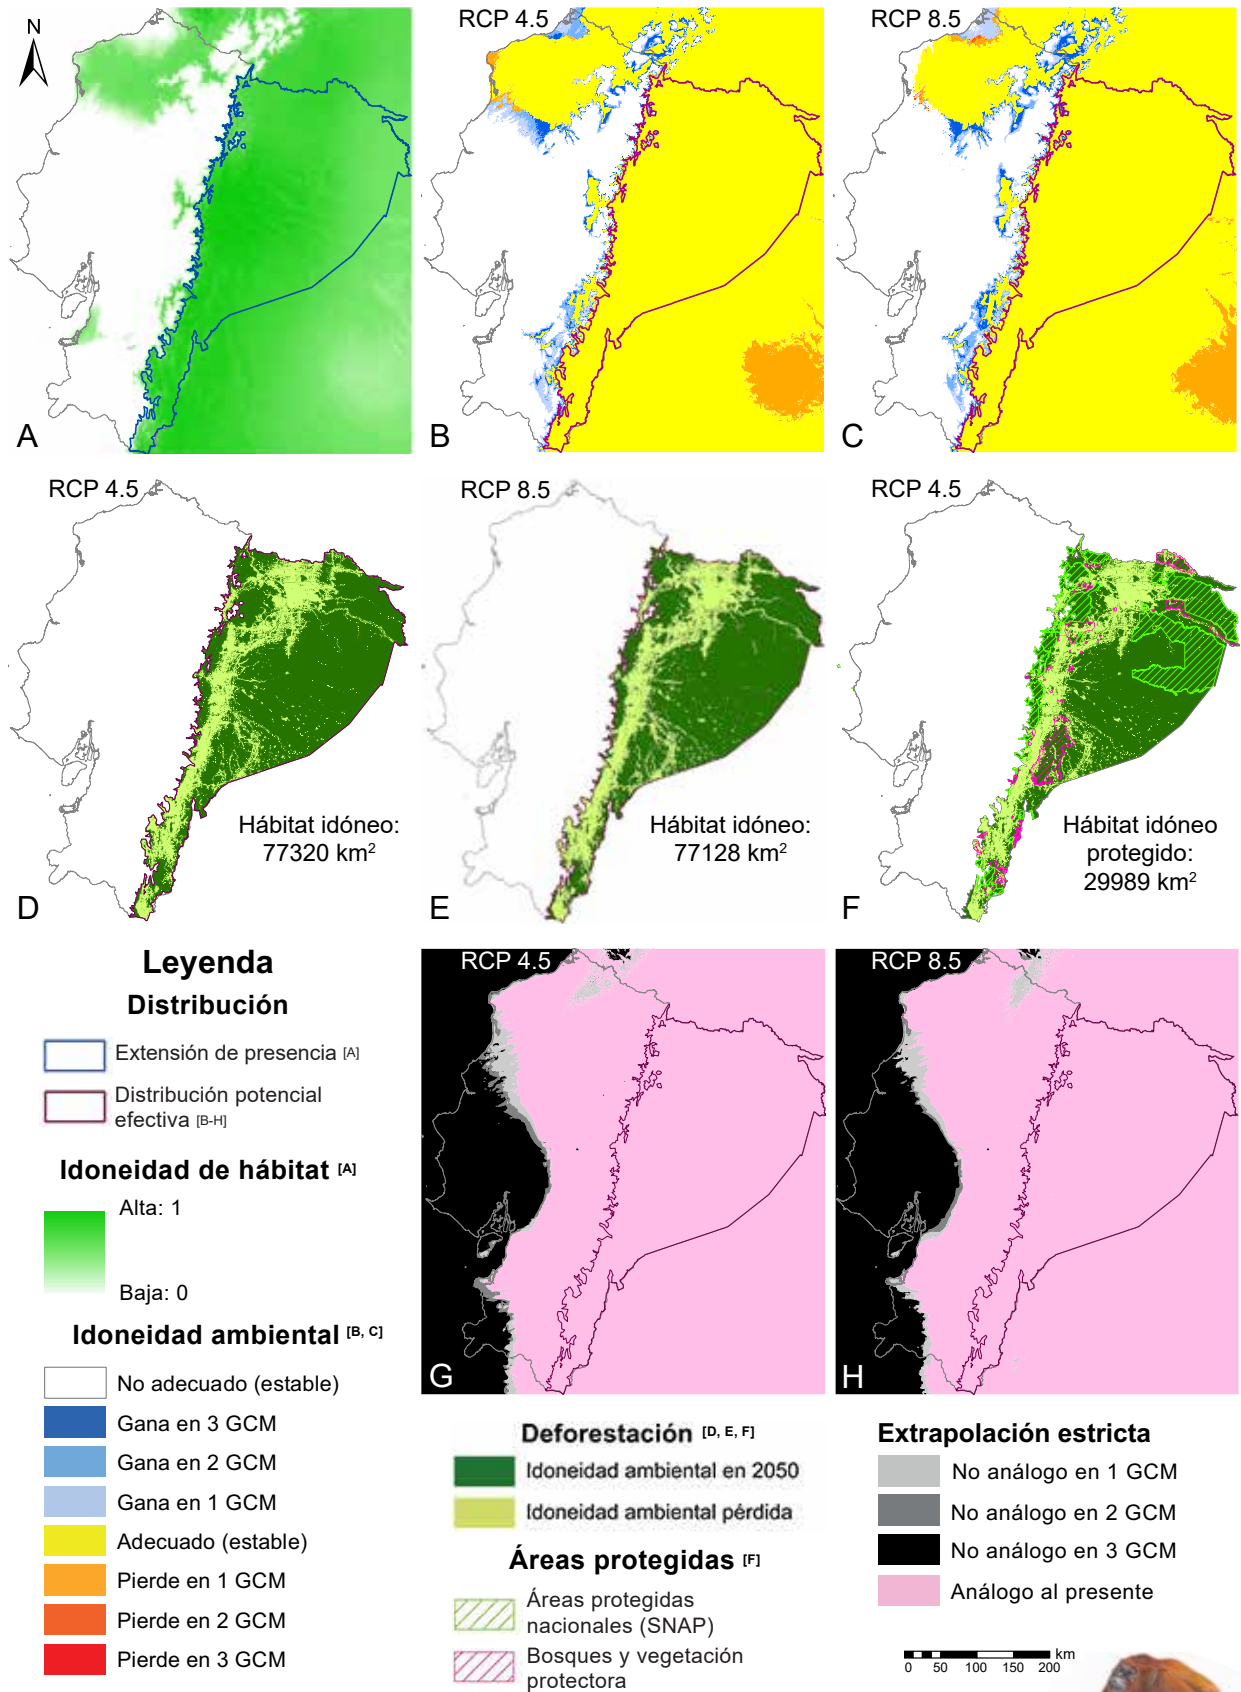 N
A
RCP 4.5
B
RCP 8.5
C
RCP 4.5
Hábitat idóneo:
77320 km²
D
RCP 8.5
Hábitat idóneo:
77128 km²
E
RCP 4.5
Hábitat idóneo
protegido:
29989 km²
F
Leyenda
Distribución
Extensión de presencia [A]
Distribución potencial
efectiva [B-H]
Idoneidad de hábitat [A]
Alta: 1
Baja: 0
Idoneidad ambiental [B, C]
No adecuado (estable)
Gana en 3 GCM
Gana en 2 GCM
Gana en 1 GCM
Adecuado (estable)
Pierde en 1 GCM
Pierde en 2 GCM
Pierde en 3 GCM
RCP 4.5
G
RCP 8.5
H
Deforestación [D, E, F]
Idoneidad ambiental en 2050
Idoneidad ambiental pérdida
Áreas protegidas [F]
Áreas protegidas
nacionales (SNAP)
Bosques y vegetación
protectora
Extrapolación estricta
No análogo en 1 GCM
No análogo en 2 GCM
No análogo en 3 GCM
Análogo al presente
km
0 50 100 150 200